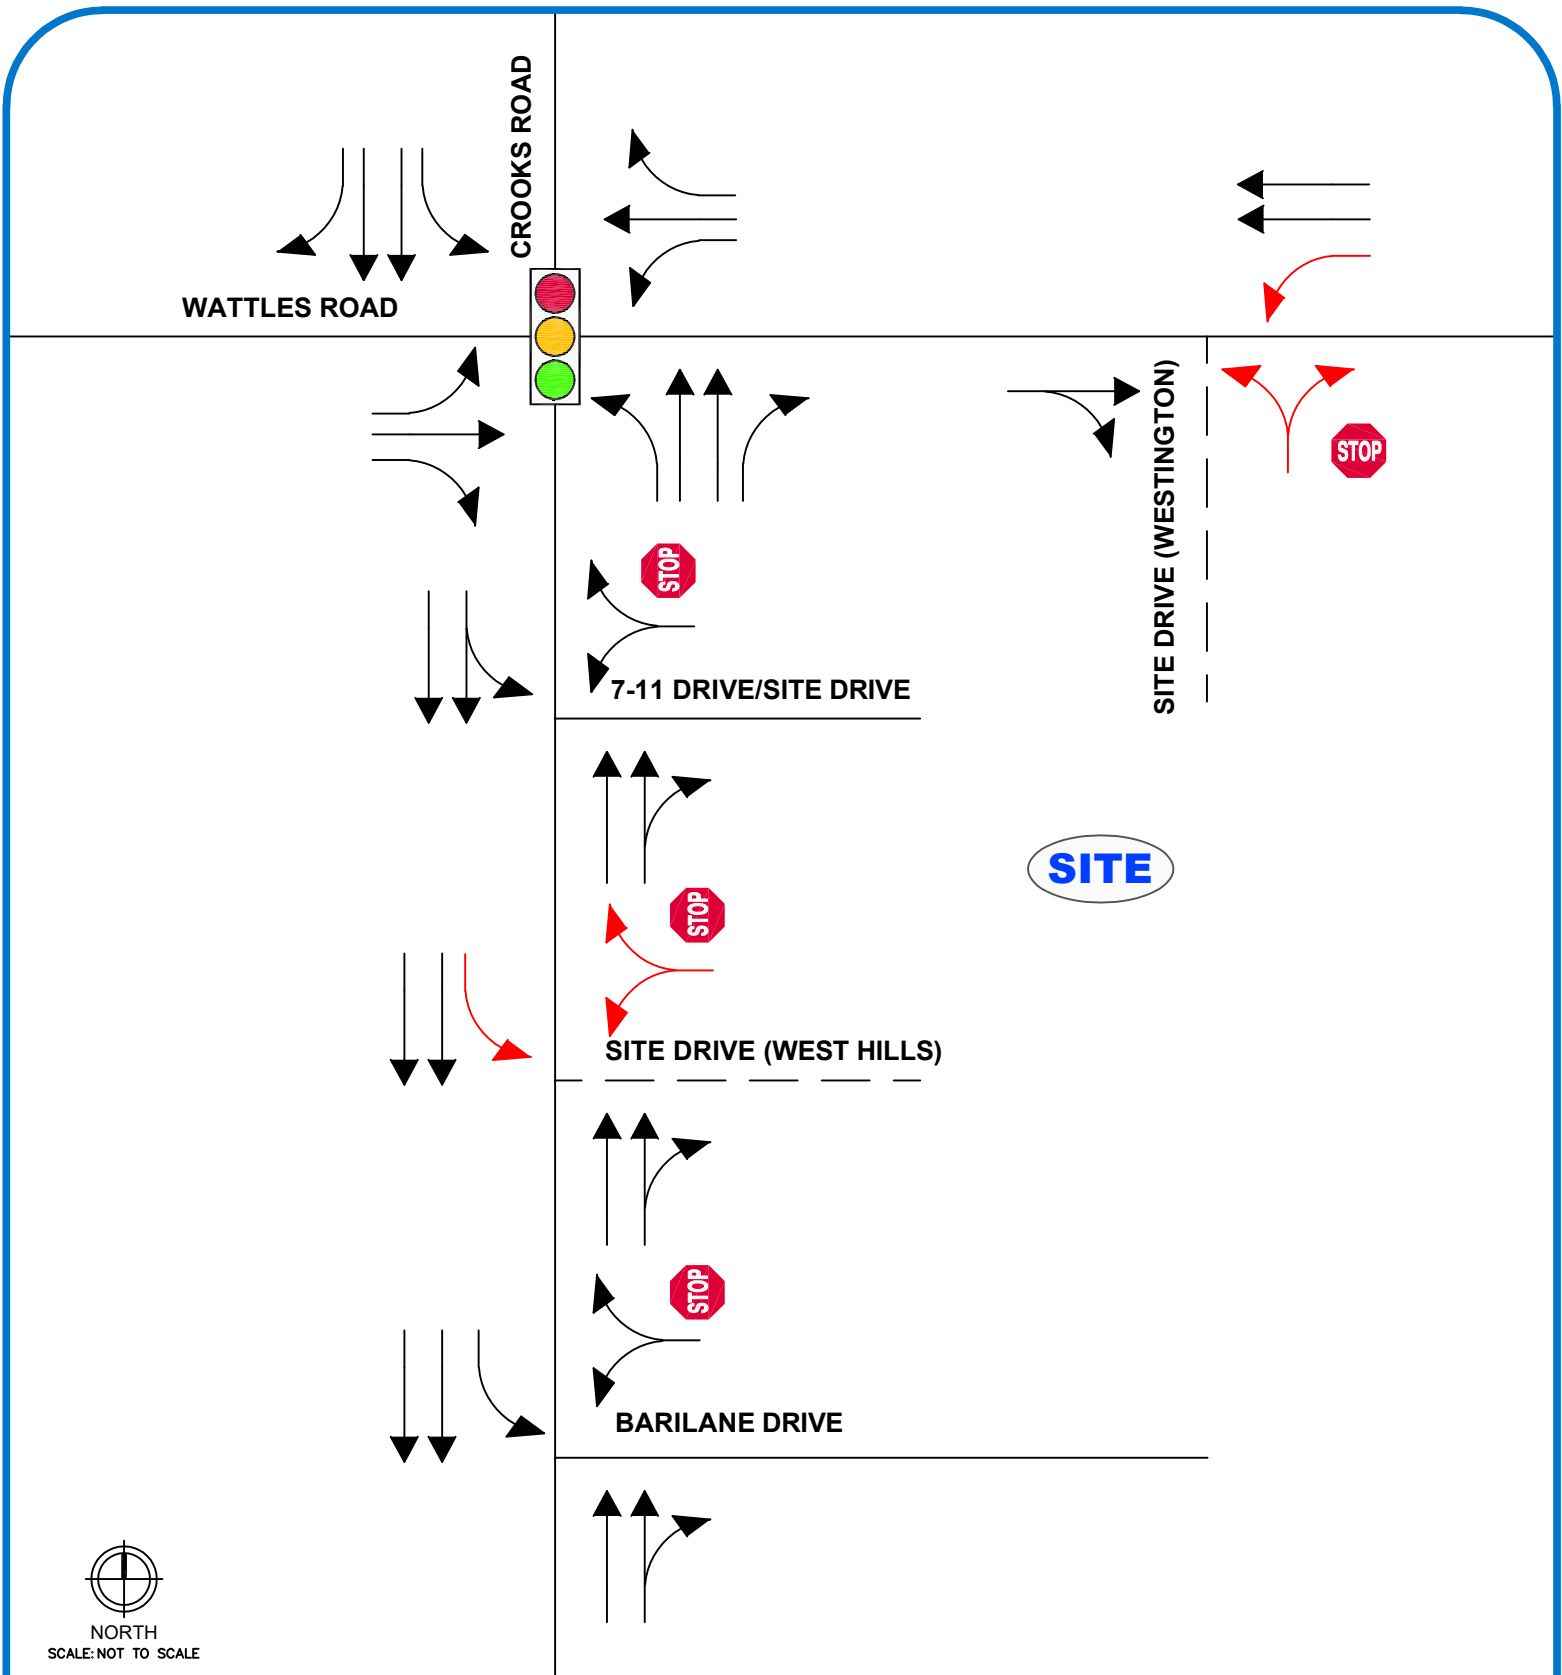 CROOKS ROAD
WATTLES ROAD
SITE DRIVE (WESTINGTON)
STOP
STOP
7-11 DRIVE/SITE DRIVE
SITE
STOP
SITE DRIVE (WEST HILLS)
STOP
BARILANE DRIVE
NORTH
SCALE: NOT TO SCALE